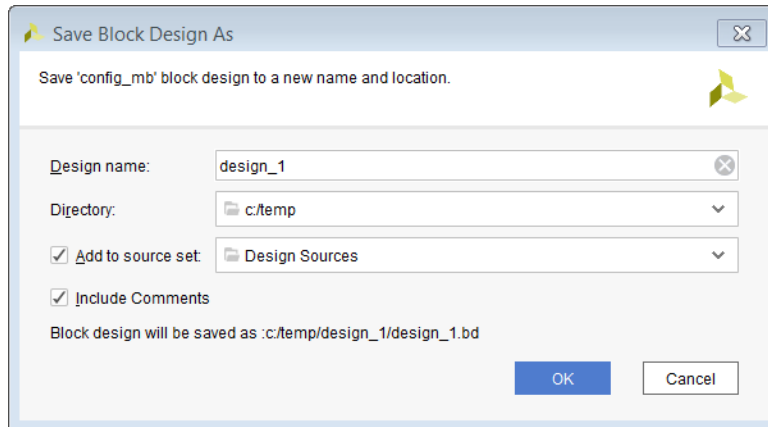 Save Block Design As
Save 'config_mb' block design to a new name and location.
Design name: design_1
Directory: c:/temp
Add to source set: Design Sources
Include Comments
Block design will be saved as :c:/temp/design_1/design_1.bd
OK Cancel